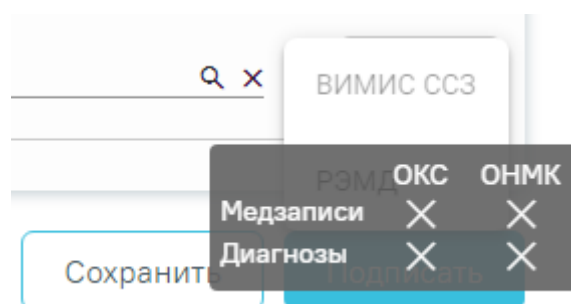 ВИМИС ССЗ
РЭМД
ОКС ОНМК
Медзаписи
Диагнозы
Сохранить
Подписать